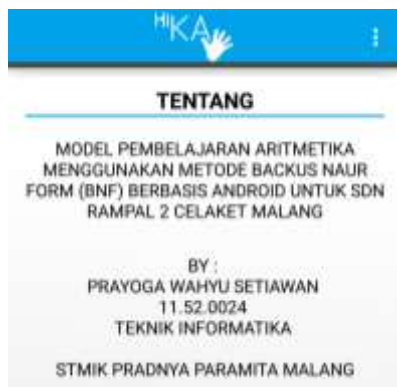 HIKA
TENTANG
MODEL PEMBELAJARAN ARITMETIKA
MENGGUNAKAN METODE BACKUS NAUR
FORM (BNF) BERBASIS ANDROID UNTUK SDN
RAMPAL 2 CELAKET MALANG
BY :
PRAYOGA WAHYU SETIAWAN
11.52.0024
TEKNIK INFORMATIKA
STMIK PRADNYA PARAMITA MALANG